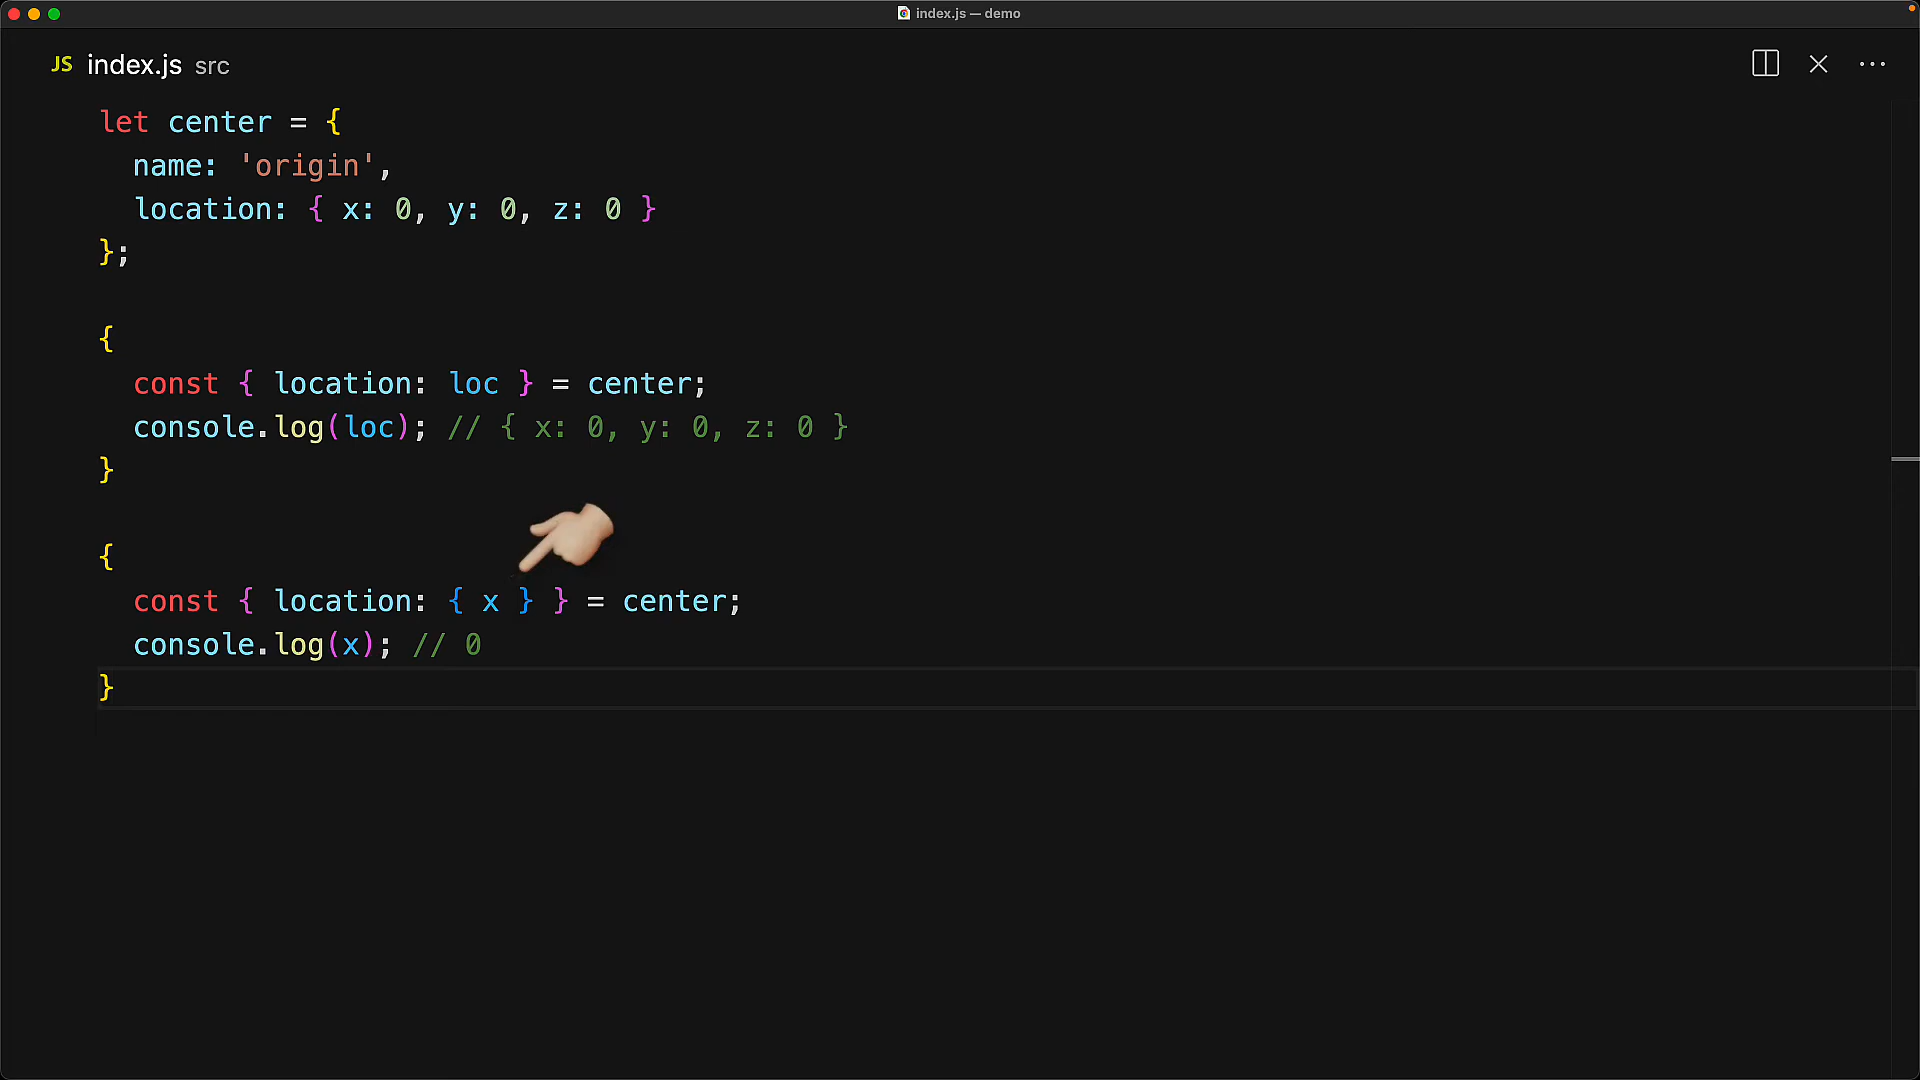 index.js — demo
JS index.js src
let center = {
  name: 'origin',
  location: { x: 0, y: 0, z: 0 }
};
{
  const { location: loc } = center;
  console.log(loc); // { x: 0, y: 0, z: 0 }
}
{
  const { location: { x } } = center;
  console.log(x); // 0
}